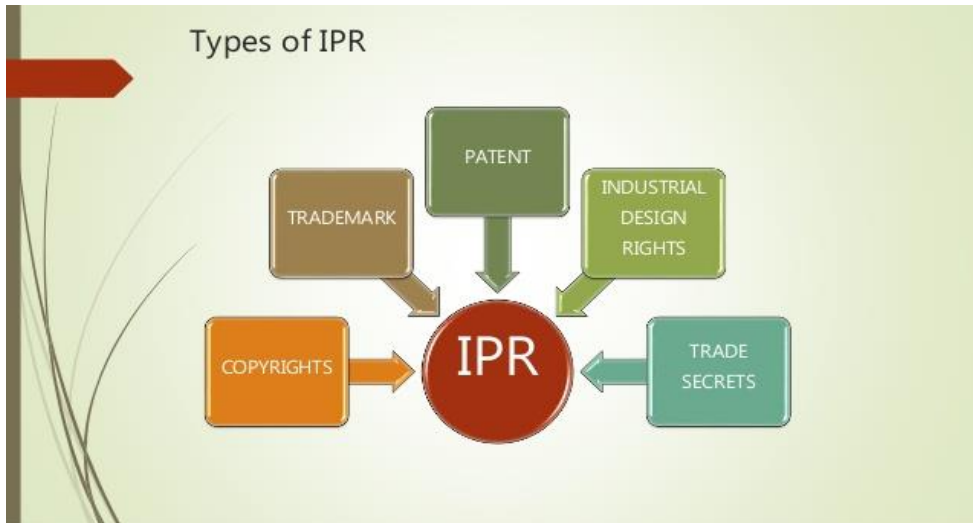 Types of IPR
COPYRIGHTS
TRADEMARK
PATENT
INDUSTRIAL
DESIGN
RIGHTS
TRADE
SECRETS
IPR